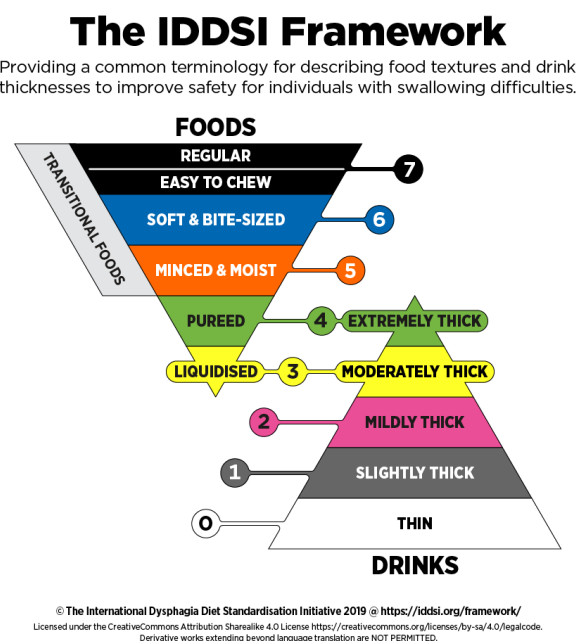 The IDDSI Framework
Providing a common terminology for describing food textures and drink
thicknesses to improve safety for individuals with swallowing difficulties.
FOODS
TRANSITIONAL FOODS
REGULAR
7
EASY TO CHEW
SOFT & BITE-SIZED
6
MINCED & MOIST
5
PUREED
4
EXTREMELY THICK
LIQUIDISED
3
MODERATELY THICK
2
MILDLY THICK
1
SLIGHTLY THICK
0
THIN
DRINKS
© The International Dysphagia Diet Standardisation Initiative 2019 @ https://iddsi.org/framework/
Licensed under the CreativeCommons Attribution Sharealike 4.0 License https://creativecommons.org/licenses/by-sa/4.0/legalcode.
Derivative works extending beyond language translation are NOT PERMITTED.